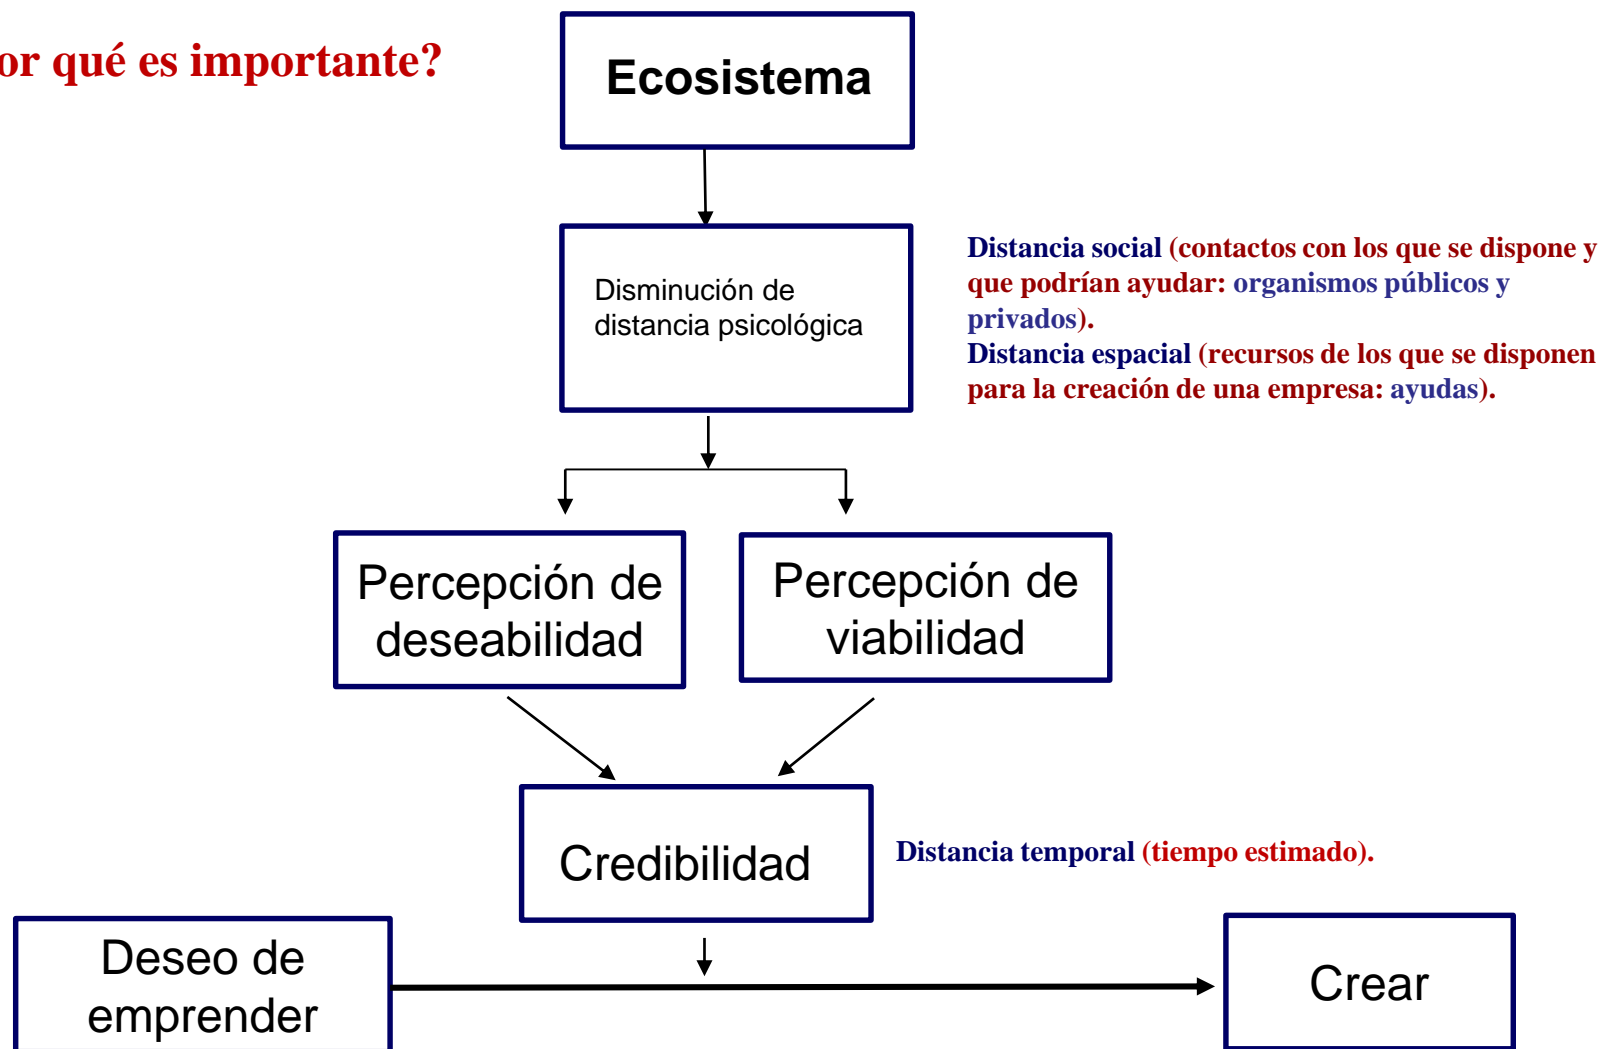 or qué es importante?
Ecosistema
Disminución de
distancia psicológica
Distancia social (contactos con los que se dispone y
que podrían ayudar: organismos públicos y
privados).
Distancia espacial (recursos de los que se disponen
para la creación de una empresa: ayudas).
Percepción de
deseabilidad
Percepción de
viabilidad
Credibilidad
Distancia temporal (tiempo estimado).
Deseo de
emprender
Crear